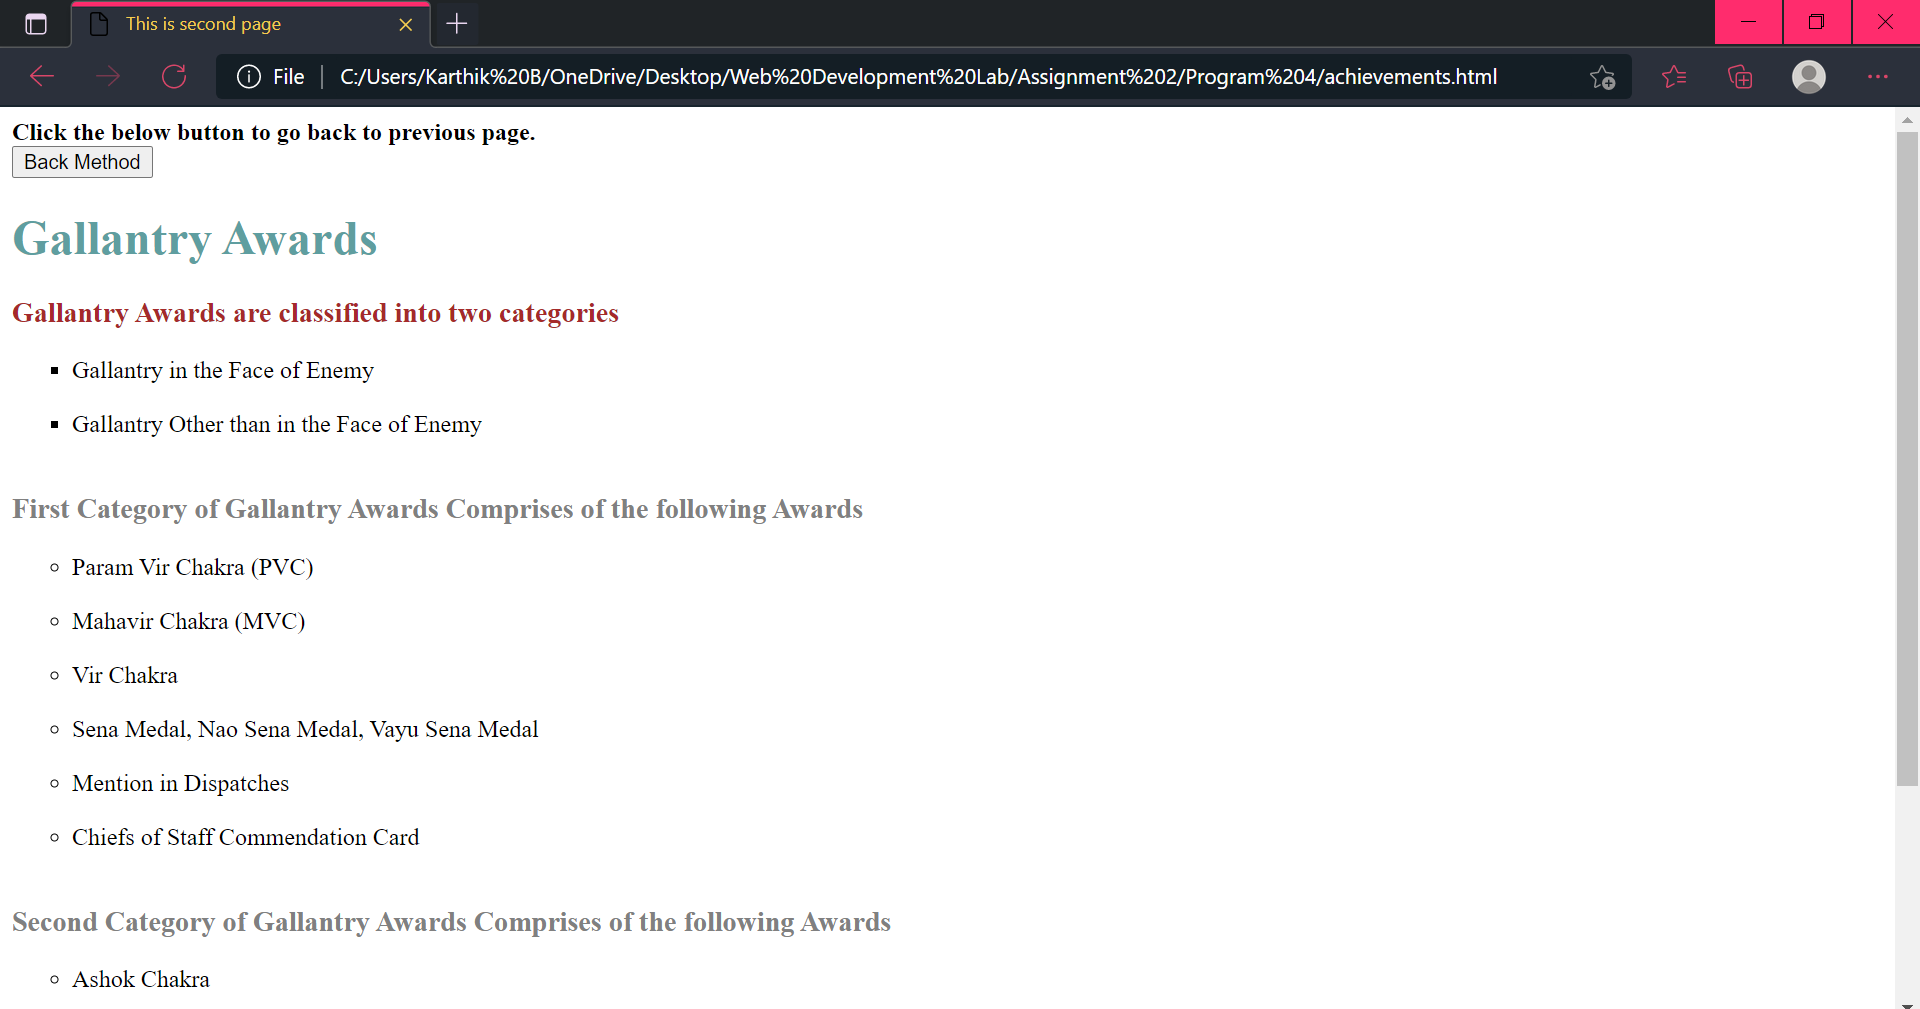 This is second page
File C:/Users/Karthik%20B/OneDrive/Desktop/Web%20Development%20Lab/Assignment%202/Program%204/achievements.html
Click the below button to go back to previous page.
Back Method
Gallantry Awards
Gallantry Awards are classified into two categories
Gallantry in the Face of Enemy
Gallantry Other than in the Face of Enemy
First Category of Gallantry Awards Comprises of the following Awards
Param Vir Chakra (PVC)
Mahavir Chakra (MVC)
Vir Chakra
Sena Medal, Nao Sena Medal, Vayu Sena Medal
Mention in Dispatches
Chiefs of Staff Commendation Card
Second Category of Gallantry Awards Comprises of the following Awards
Ashok Chakra